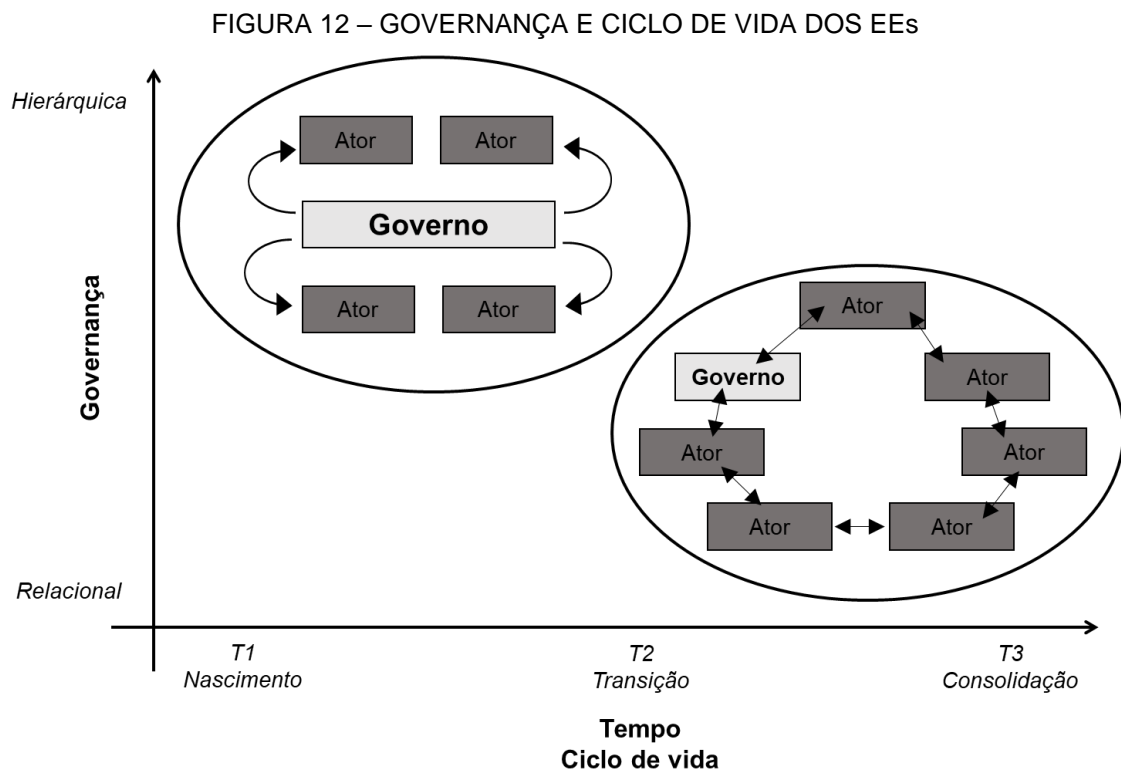 FIGURA 12 – GOVERNANÇA E CICLO DE VIDA DOS EEs
Hierárquica
Ator
Ator
Governo
Ator
Ator
Governança
Ator
Governo
Ator
Ator
Ator
Ator
Ator
Relacional
T1
Nascimento
T2
Transição
T3
Consolidação
Tempo
Ciclo de vida